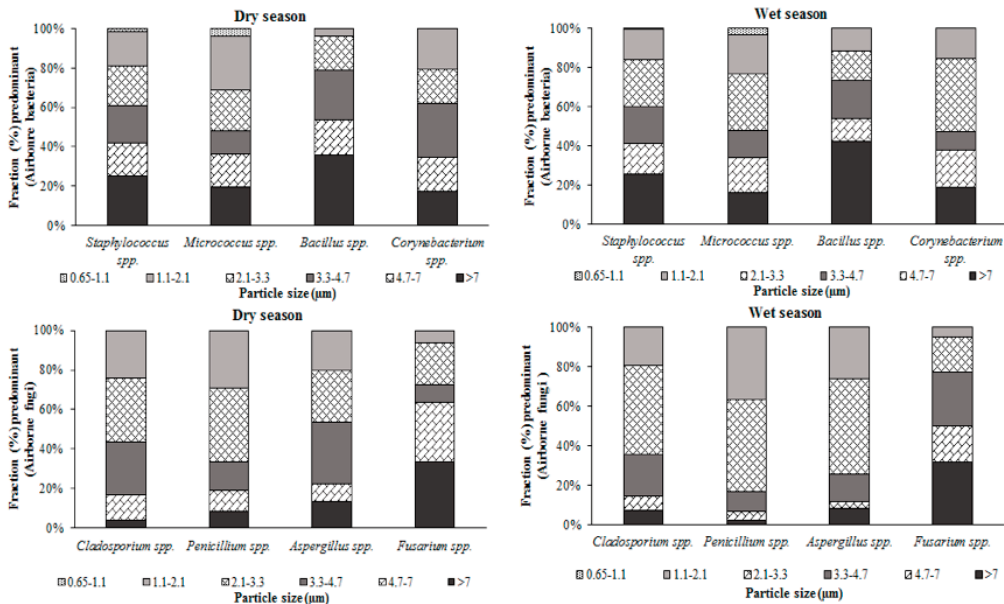 Dry season
Fraction (%) predominant
(Airbonre bacteria)
100%
80%
60%
40%
20%
0%
Staphylococcus spp.
Micrococcus spp.
Bacillus spp.
Corynebacterium spp.
0.65-1.1 1.1-2.1 2.1-3.3 3.3-4.7 4.7-7 >7
Particle size (µm)
Wet season
Fraction (%) predominant
(Airborne bacteria)
100%
80%
60%
40%
20%
0%
Staphylococcus spp.
Micrococcus spp.
Bacillus spp.
Corynebacterium spp.
0.65-1.1 1.1-2.1 2.1-3.3 3.3-4.7 4.7-7 >7
Particle size (µm)
Dry season
Fraction (%) predominant
(Airborne fngi)
100%
80%
60%
40%
20%
0%
Cladosporium spp. Penicillium spp. Aspergillus spp. Fusarium spp.
0.65-1.1 1.1-2.1 2.1-3.3 3.3-4.7 4.7-7 >7
Particle size (µm)
Wet season
Fraction (%) predominant
(Airborne fungi )
100%
80%
60%
40%
20%
0%
Cladosporium spp. Penicillium spp. Aspergillus spp. Fusarium spp.
0.65-1.1 1.1-2.1 2.1-3.3 3.3-4.7 4.7-7 >7
Particle size (µm)